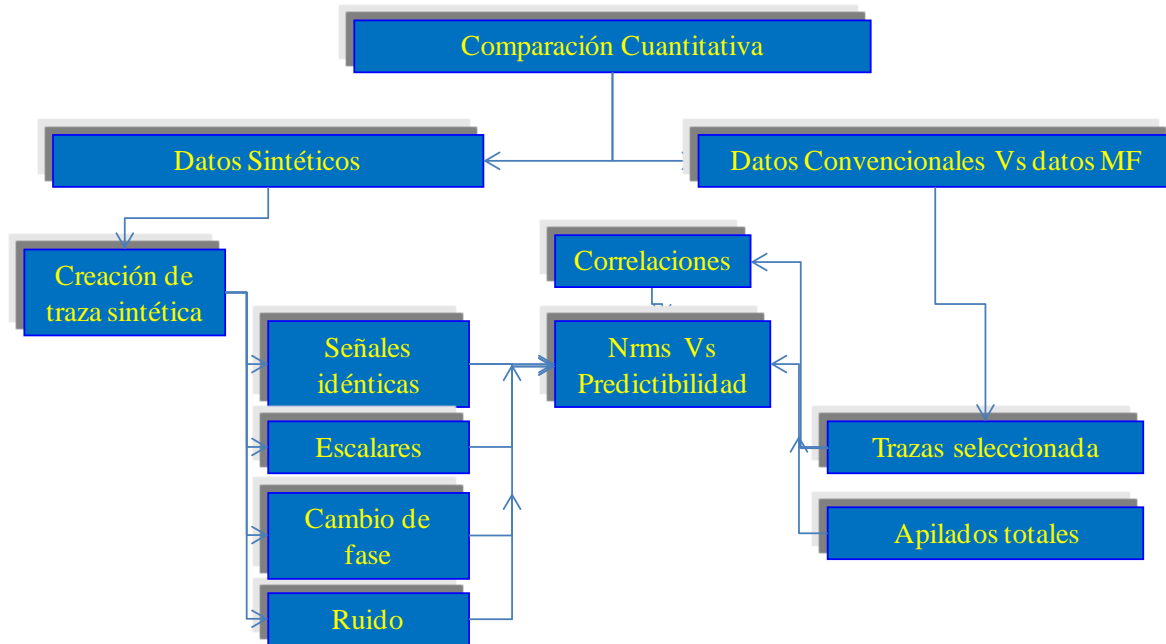 Comparación Cuantitativa
Datos Sintéticos
Datos Convencionales Vs datos MF
Creación de
traza sintética
Correlaciones
Señales
idénticas
Nrms Vs
Predictibilidad
Escalares
Trazas seleccionada
Cambio de
fase
Apilados totales
Ruido